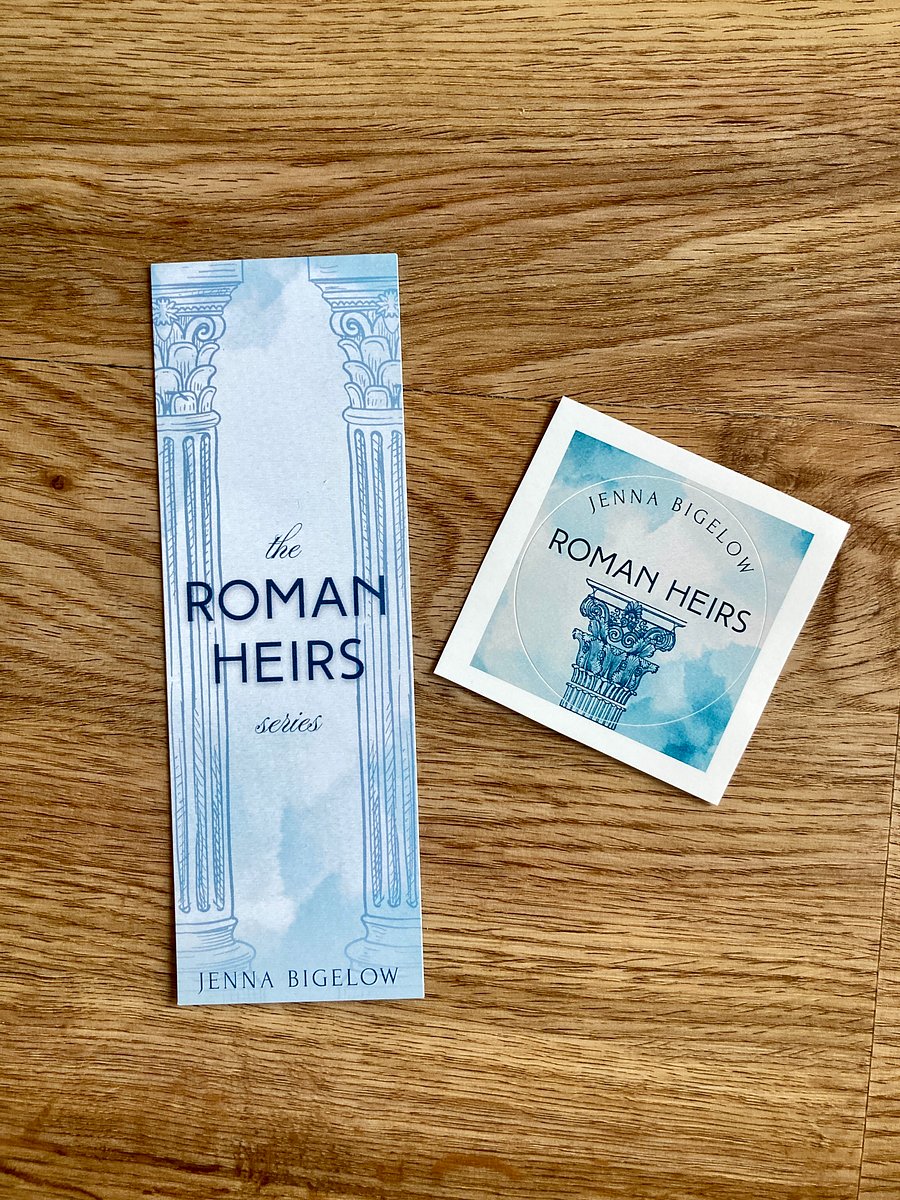 the
ROMAN
HEIRS
series
JENNA BIGELOW
JENNA BIGELOW
ROMAN HEIRS